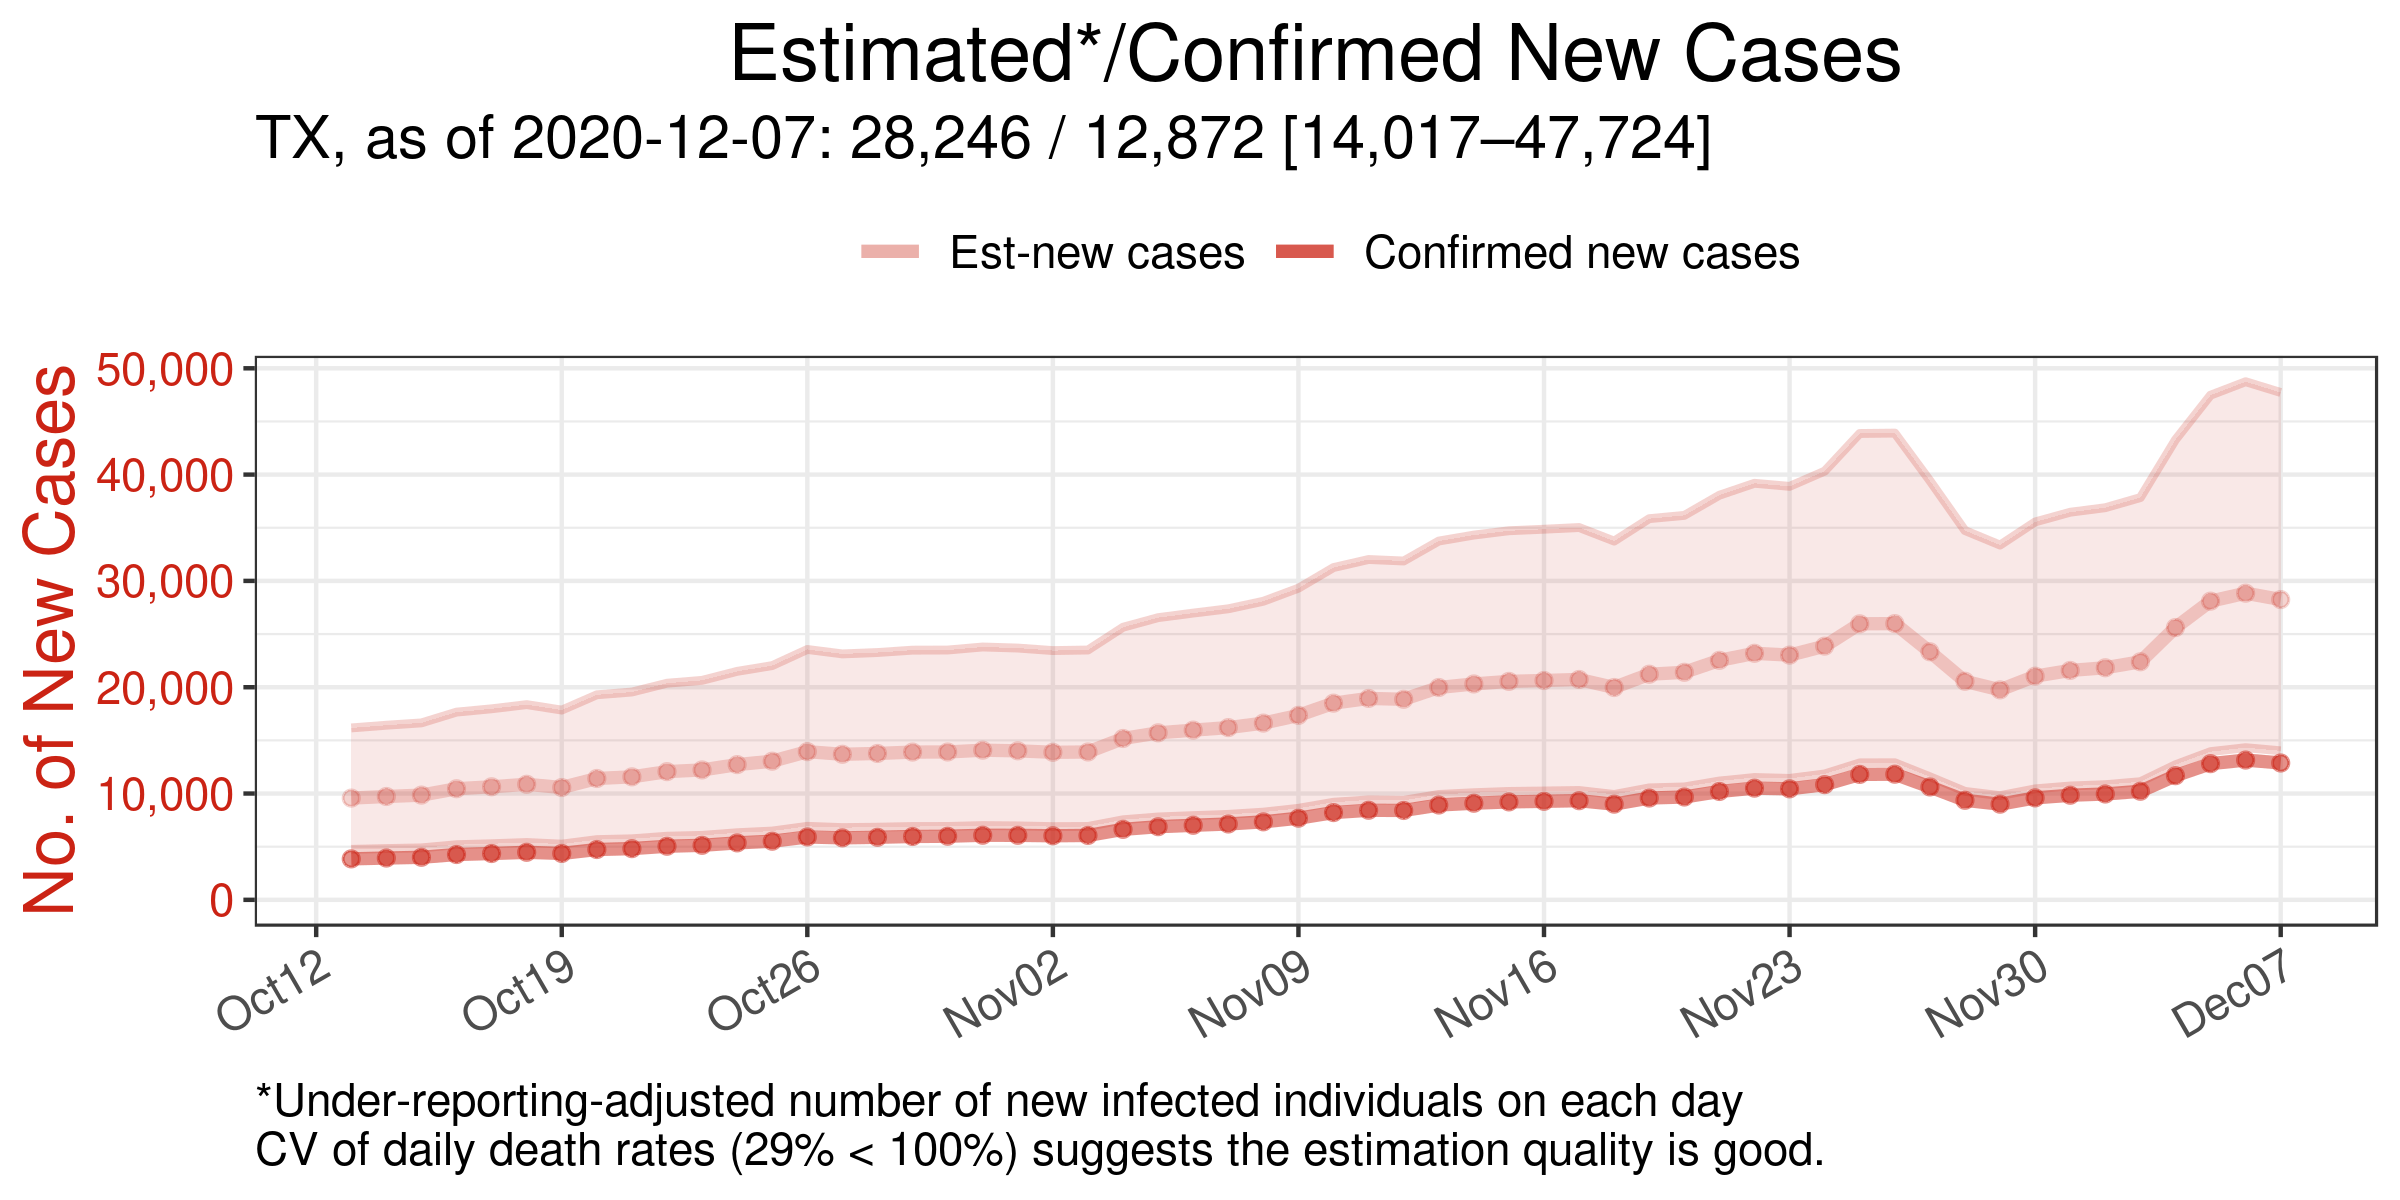 Estimated*/Confirmed New Cases
TX, as of 2020-12-07: 28,246 / 12,872 [14,017–47,724]
Est-new cases Confirmed new cases
No. of New Cases
50,000
40,000
30,000
20,000
10,000
0
Oct12 Oct19 Oct26 Nov02 Nov09 Nov16 Nov23 Nov30 Dec07
*Under-reporting-adjusted number of new infected individuals on each day
CV of daily death rates (29% < 100%) suggests the estimation quality is good.